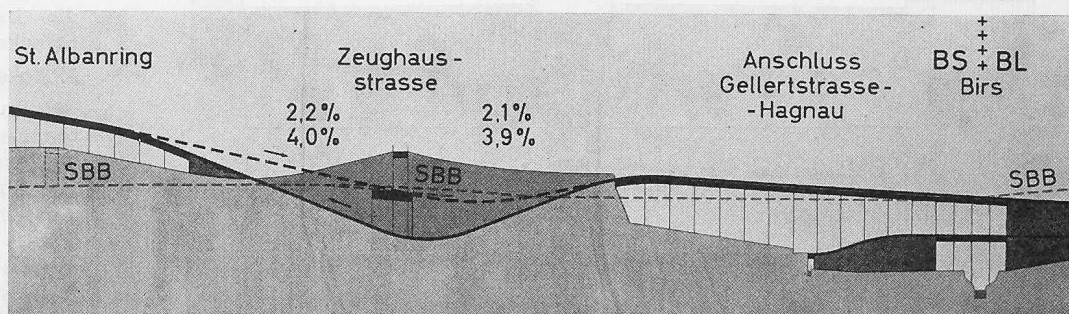 St. Albanring
Zeughaus -
strasse
2,2% 2,1%
4,0% 3,9%
Anschluss
Gellertstrasse -
- Hagnau
BS BL
Birs
SBB
SBB
SBB